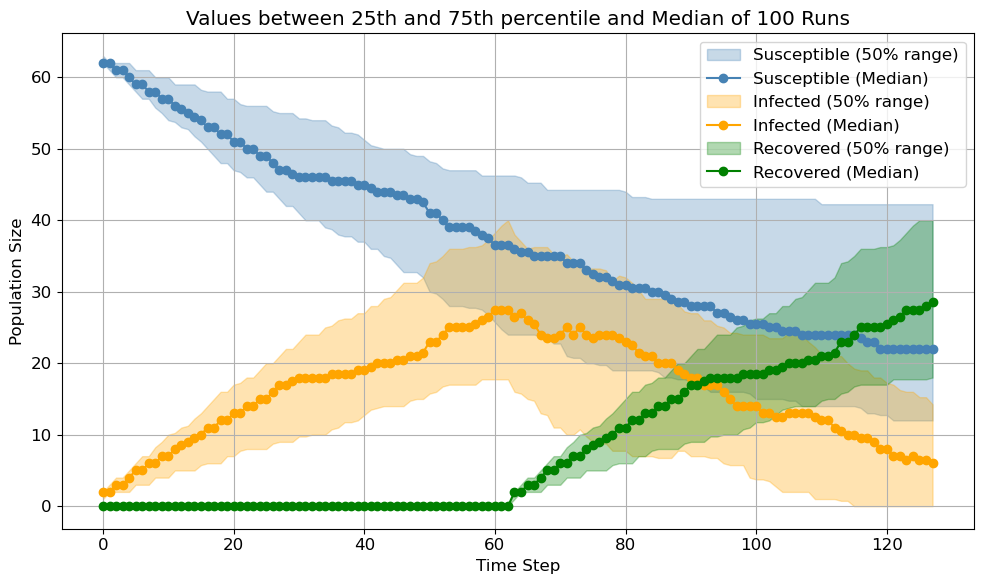 Values between 25th and 75th percentile and Median of 100 Runs
Susceptible (50% range)
Susceptible (Median)
Infected (50% range)
Infected (Median)
Recovered (50% range)
Recovered (Median)
Population Size
60
50
40
30
20
10
0
0 20 40 60 80 100 120
Time Step